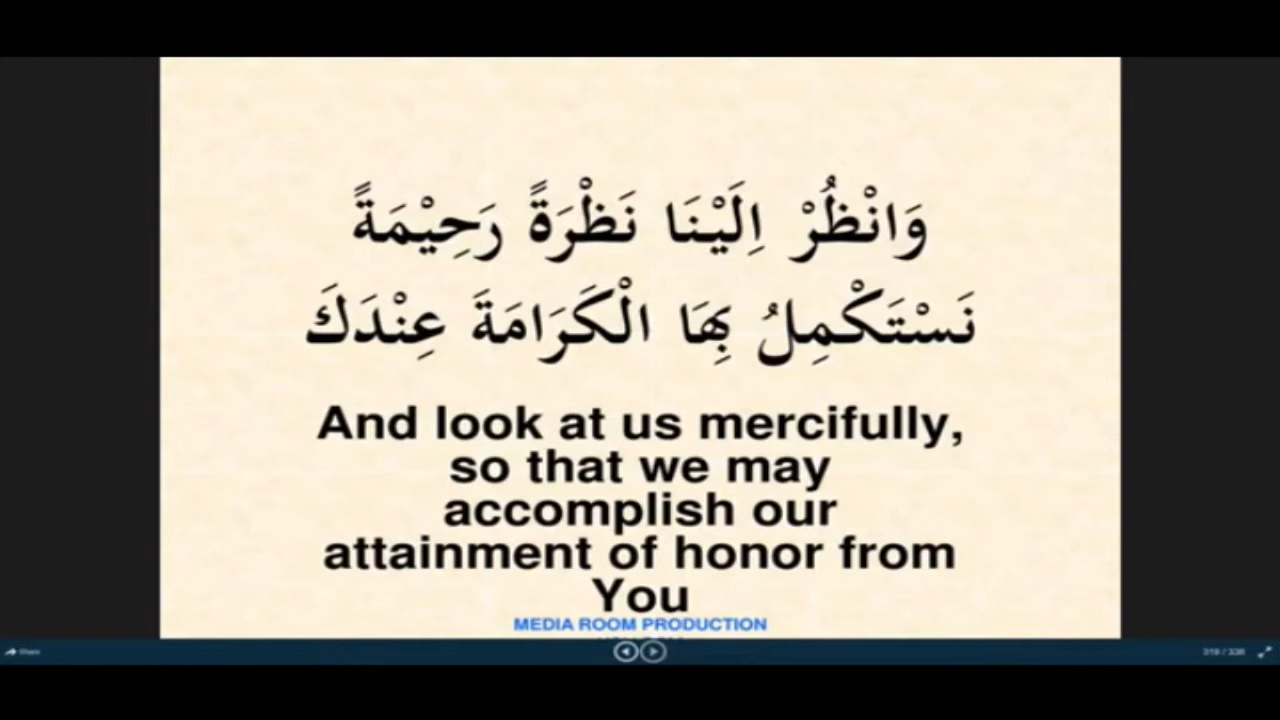 وَانْظُرْ اِلَيْنَا نَظْرَةً رَحِيْمَةً
نَسْتَكْمِلُ بِهَا الْكَرَامَةَ عِنْدَكَ
And look at us mercifully,
so that we may
accomplish our
attainment of honor from
You
MEDIA ROOM PRODUCTION
Share